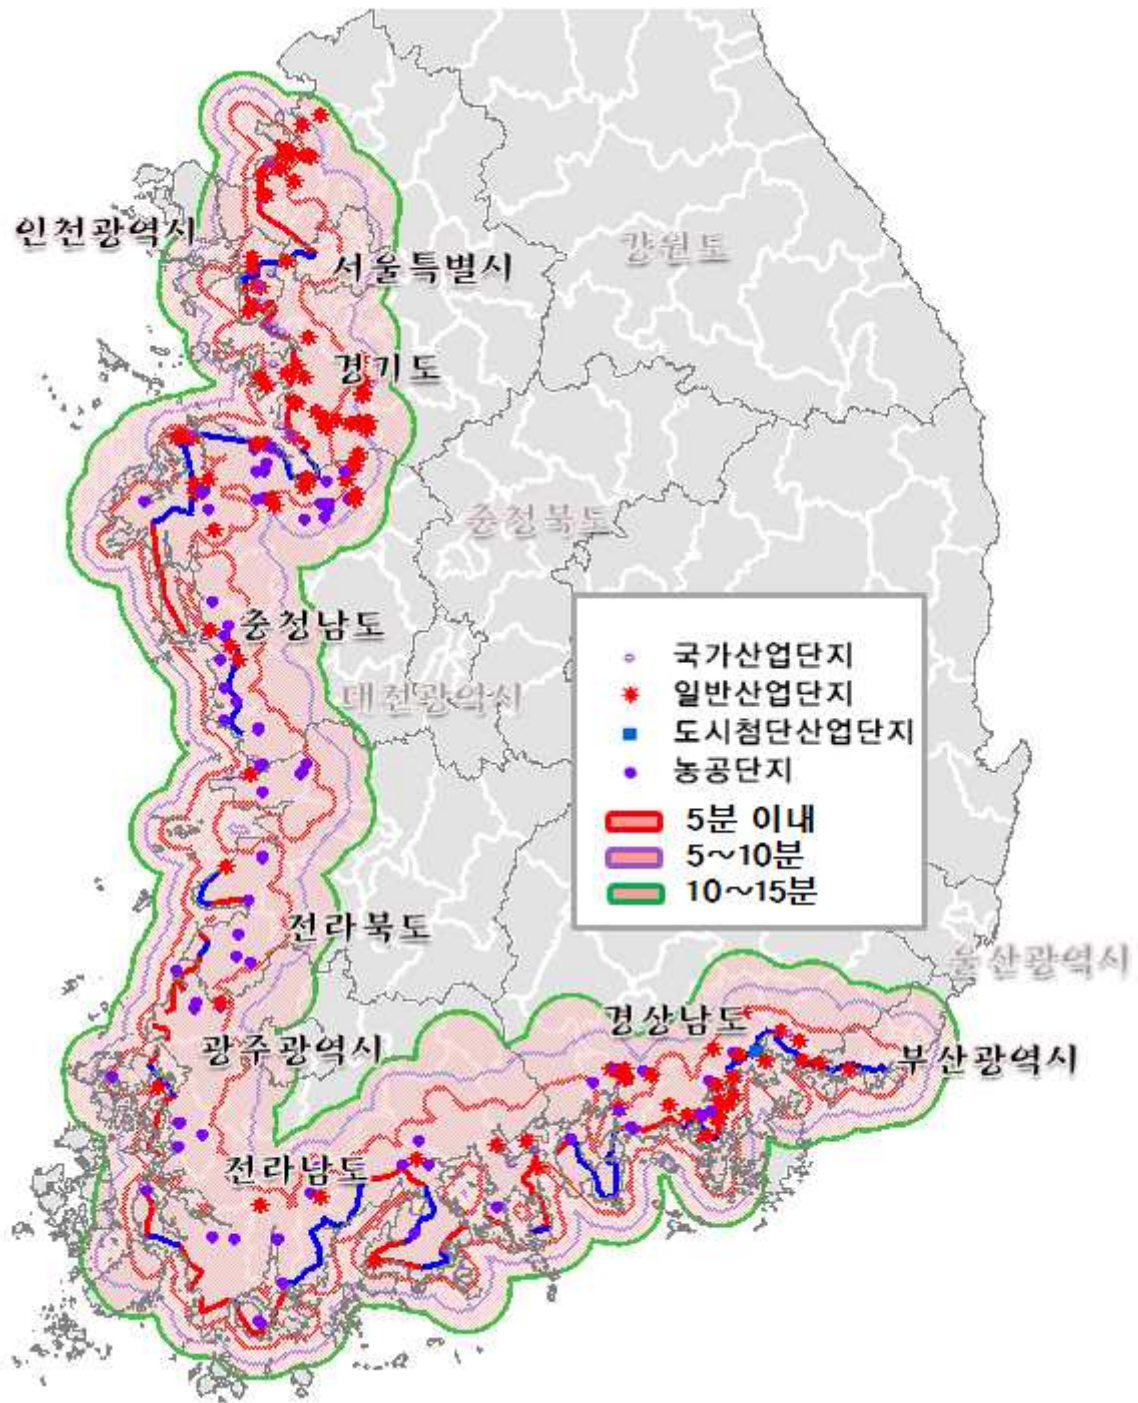 인천광역시
강원도
서울특별시
경기도
충청북도
충청남도
대전광역시
국가산업단지
일반산업단지
도시첨단산업단지
농공단지
5분 이내
5~10분
10~15분
전라북도
울산광역시
경상남도
광주광역시
부산광역시
전라남도